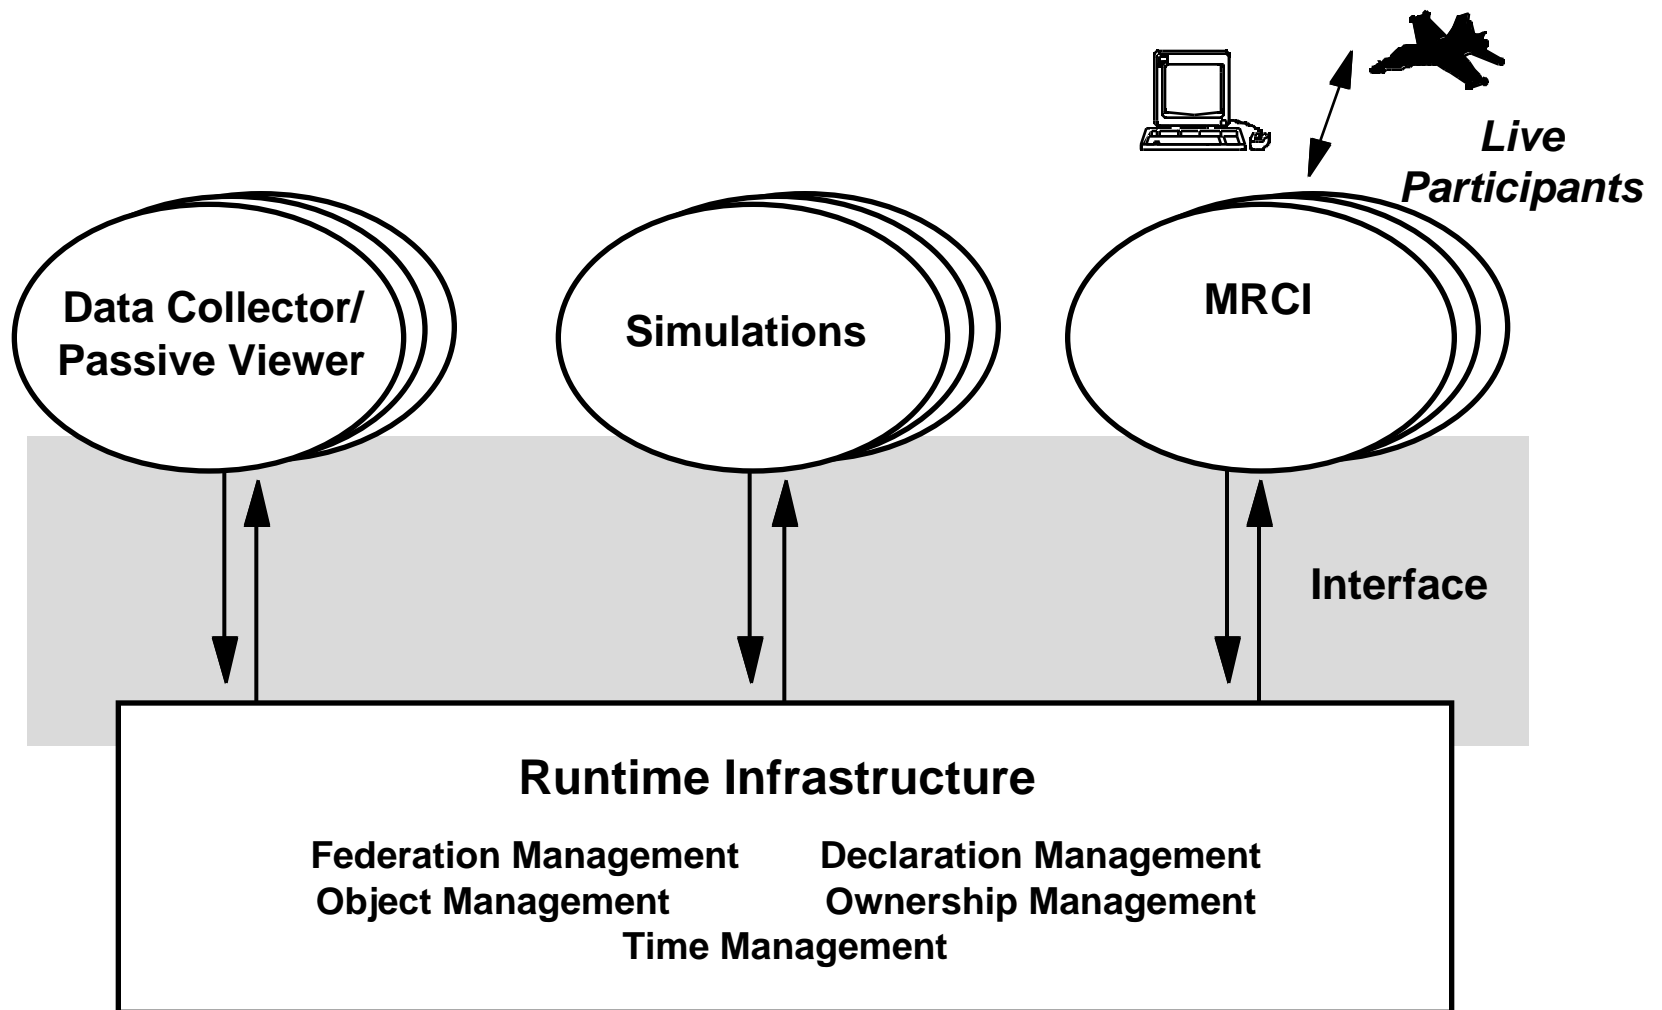 Live
Participants
Data Collector/
Passive Viewer
Simulations
MRCI
Interface
Runtime Infrastructure
Federation Management Declaration Management
Object Management Ownership Management
Time Management